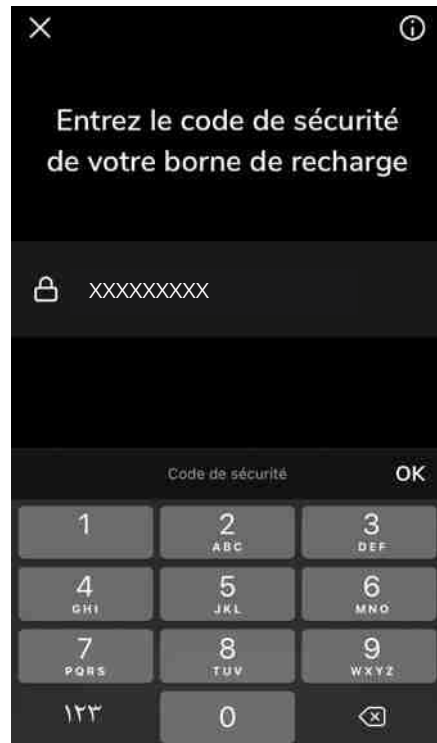 Entrez le code de sécurité
de votre borne de recharge
XXXXXXXXX
Code de sécurité OK
1 2 3
ABC DEF
4 5 6
GHI JKL MNO
7 8 9
PQRS TUV WXYZ
١٢٣ 0